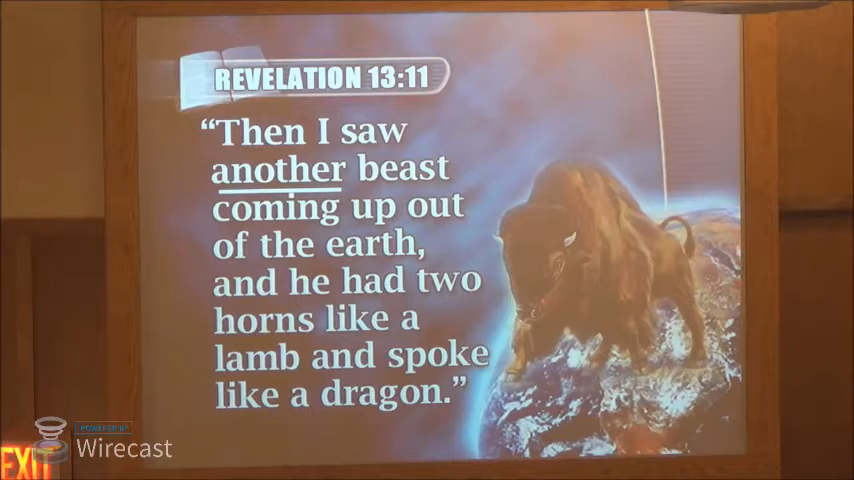 REVELATION 13:11
“Then I saw
another beast
coming up out
of the earth,
and he had two
horns like a
lamb and spoke
like a dragon.”
POWERED BY
Wirecast
EXIT